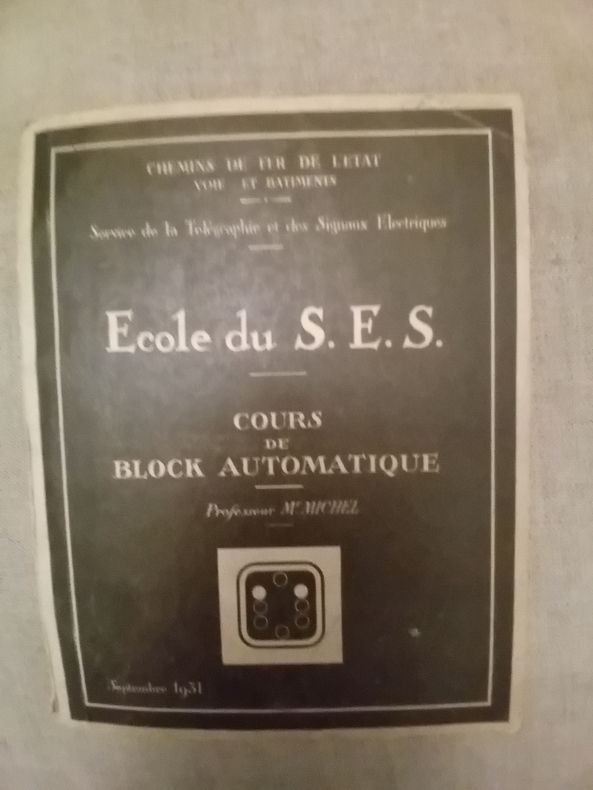 CHEMINS DE FER DE L'ETAT
VOIE ET BATIMENTS
Service de la Télégraphie et des Signaux Electriques
Ecole du S. E. S.
COURS
DE
BLOCK AUTOMATIQUE
Professeur Mr MICHEL
Septembre 1931